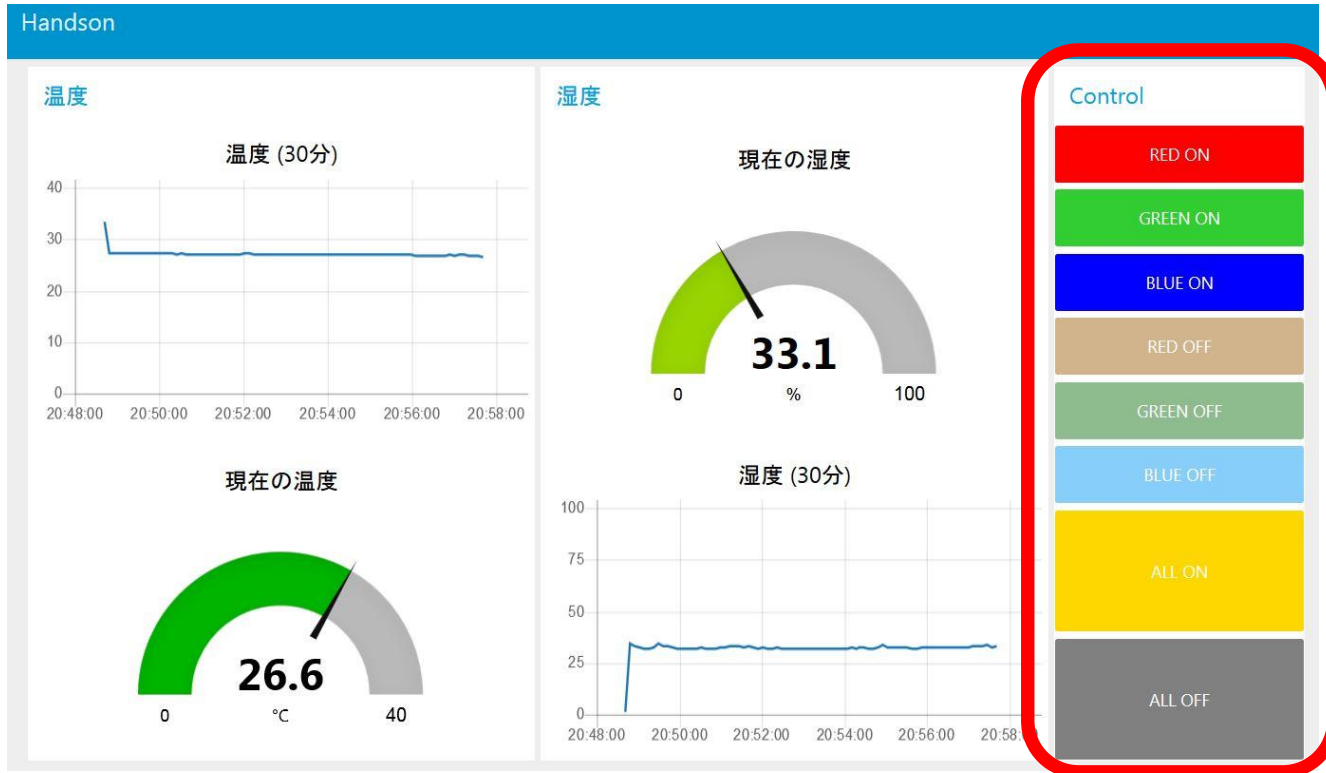 Handson
温度
温度 (30分)
40
30
20
10
0
20:48:00 20:50:00 20:52:00 20:54:00 20:56:00 20:58:00
現在の温度
26.6
0 °C 40
湿度
現在の湿度
33.1
0 % 100
湿度 (30分)
100
75
50
25
0
20:48:00 20:50:00 20:52:00 20:54:00 20:56:00 20:58:
Control
RED ON
GREEN ON
BLUE ON
RED OFF
GREEN OFF
BLUE OFF
ALL ON
ALL OFF